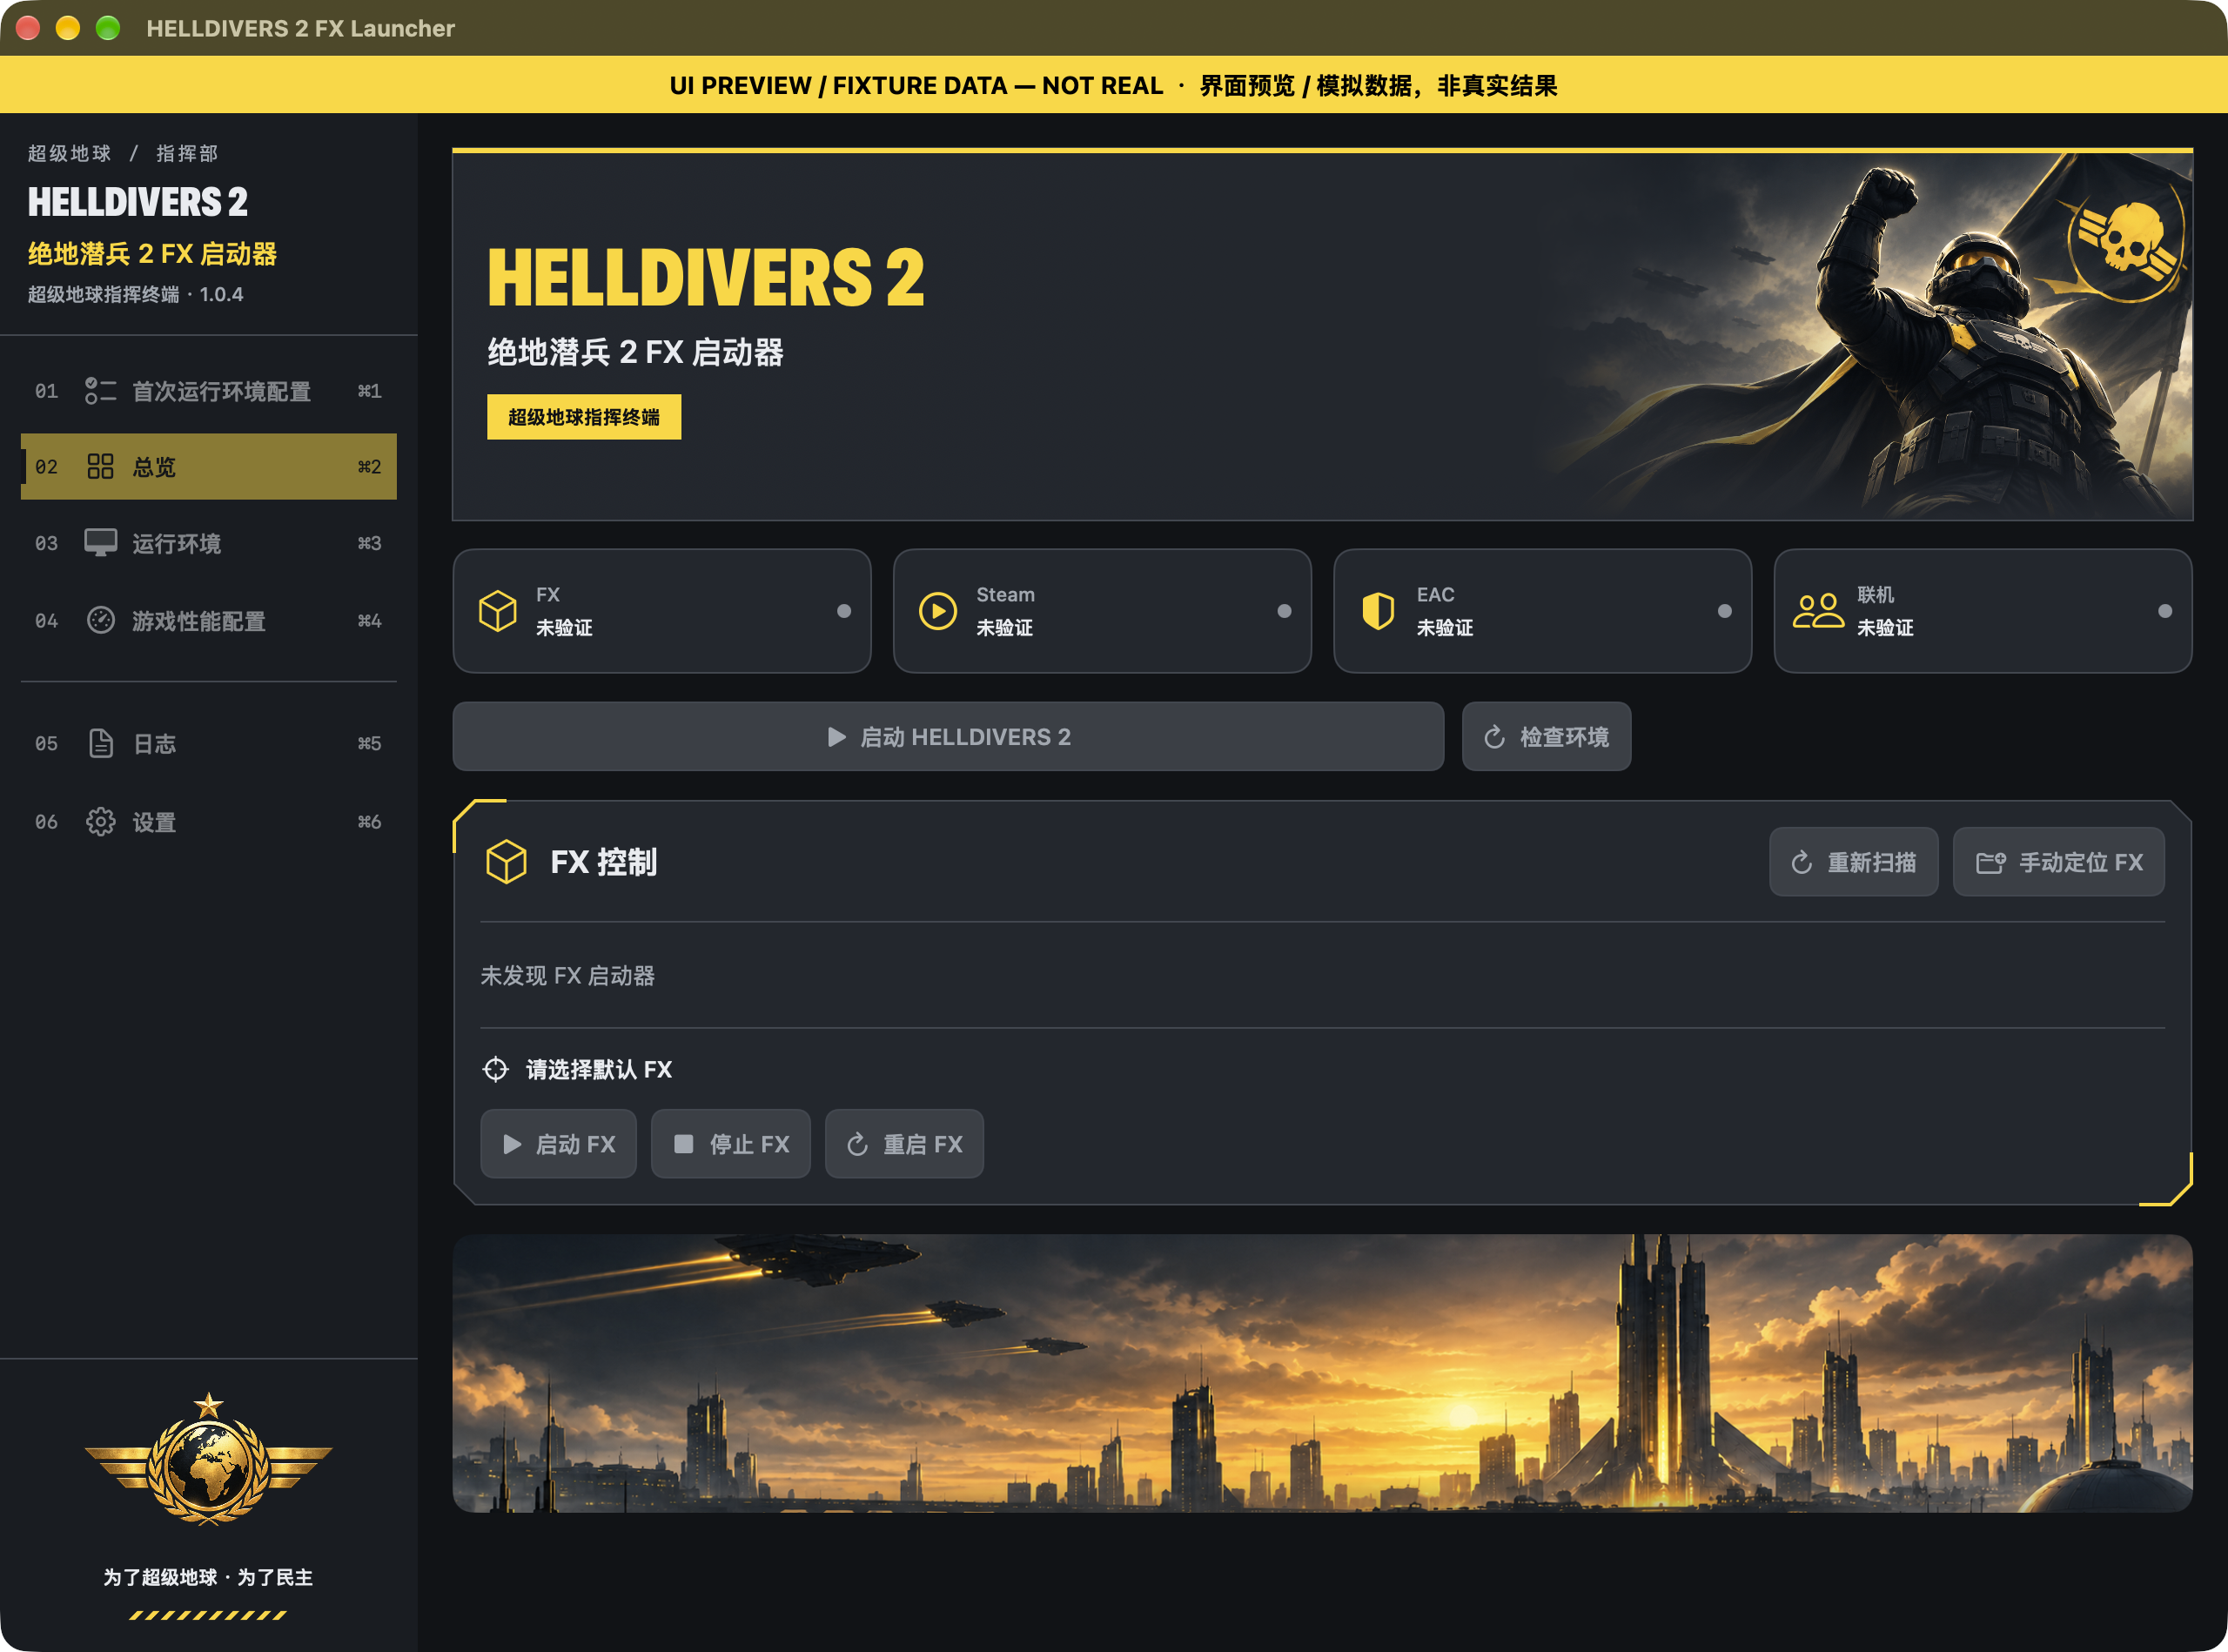 HELLDIVERS 2 FX Launcher
UI PREVIEW / FIXTURE DATA — NOT REAL · 界面预览 / 模拟数据，非真实结果
超级地球 / 指挥部
HELLDIVERS 2
绝地潜兵 2 FX 启动器
超级地球指挥终端 · 1.0.4
01 首次运行环境配置 ⌘1
02 总览 ⌘2
03 运行环境 ⌘3
04 游戏性能配置 ⌘4
05 日志 ⌘5
06 设置 ⌘6
为了超级地球 · 为了民主
HELLDIVERS 2
绝地潜兵 2 FX 启动器
超级地球指挥终端
FX
未验证
Steam
未验证
EAC
未验证
联机
未验证
启动 HELLDIVERS 2
检查环境
FX 控制
重新扫描
手动定位 FX
未发现 FX 启动器
请选择默认 FX
启动 FX
停止 FX
重启 FX